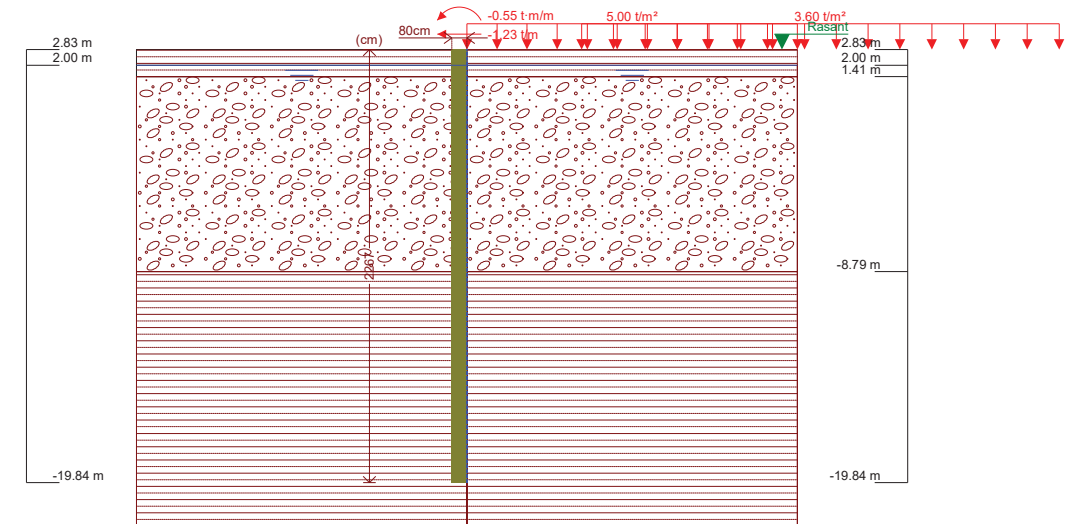 -0.55 t·m/m
5.00 t/m²
3.60 t/m²
80cm
-1.23 t/m
Rasant
(cm)
2.83 m
2.83 m
2.00 m
2.00 m
1.41 m
2267
-8.79 m
-19.84 m
-19.84 m